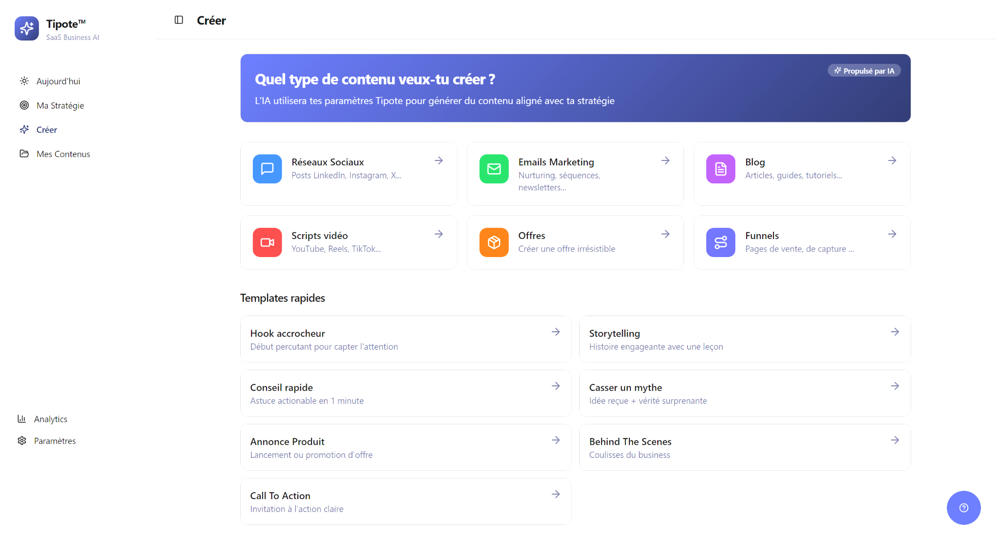 Tipote™
SaaS Business AI
Aujourd'hui
Ma Stratégie
Créer
Mes Contenus
Analytics
Paramètres
Créer
Propulsé par IA
Quel type de contenu veux-tu créer ?
L'IA utilisera tes paramètres Tipote pour générer du contenu aligné avec ta stratégie
Réseaux Sociaux
Posts LinkedIn, Instagram, X...
Emails Marketing
Nurturing, séquences,
newsletters...
Blog
Articles, guides, tutoriels...
Scripts vidéo
YouTube, Reels, TikTok...
Offres
Créer une offre irrésistible
Funnels
Pages de vente, de capture ...
Templates rapides
Hook accrocheur
Début percutant pour capter l'attention
Storytelling
Histoire engageante avec une leçon
Conseil rapide
Astuce actionable en 1 minute
Casser un mythe
Idée reçue + vérité surprenante
Annonce Produit
Lancement ou promotion d'offre
Behind The Scenes
Coulisses du business
Call To Action
Invitation à l'action claire